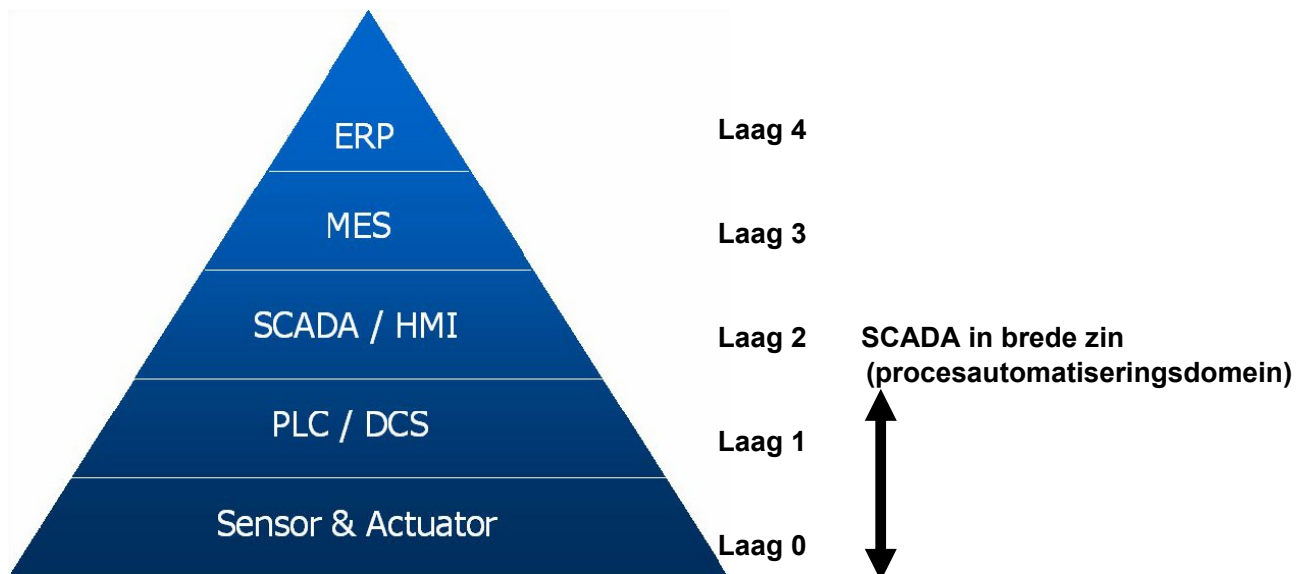 ERP
Laag 4
MES
Laag 3
SCADA / HMI
Laag 2
SCADA in brede zin
(procesautomatiseringsdomein)
PLC / DCS
Laag 1
Sensor & Actuator
Laag 0